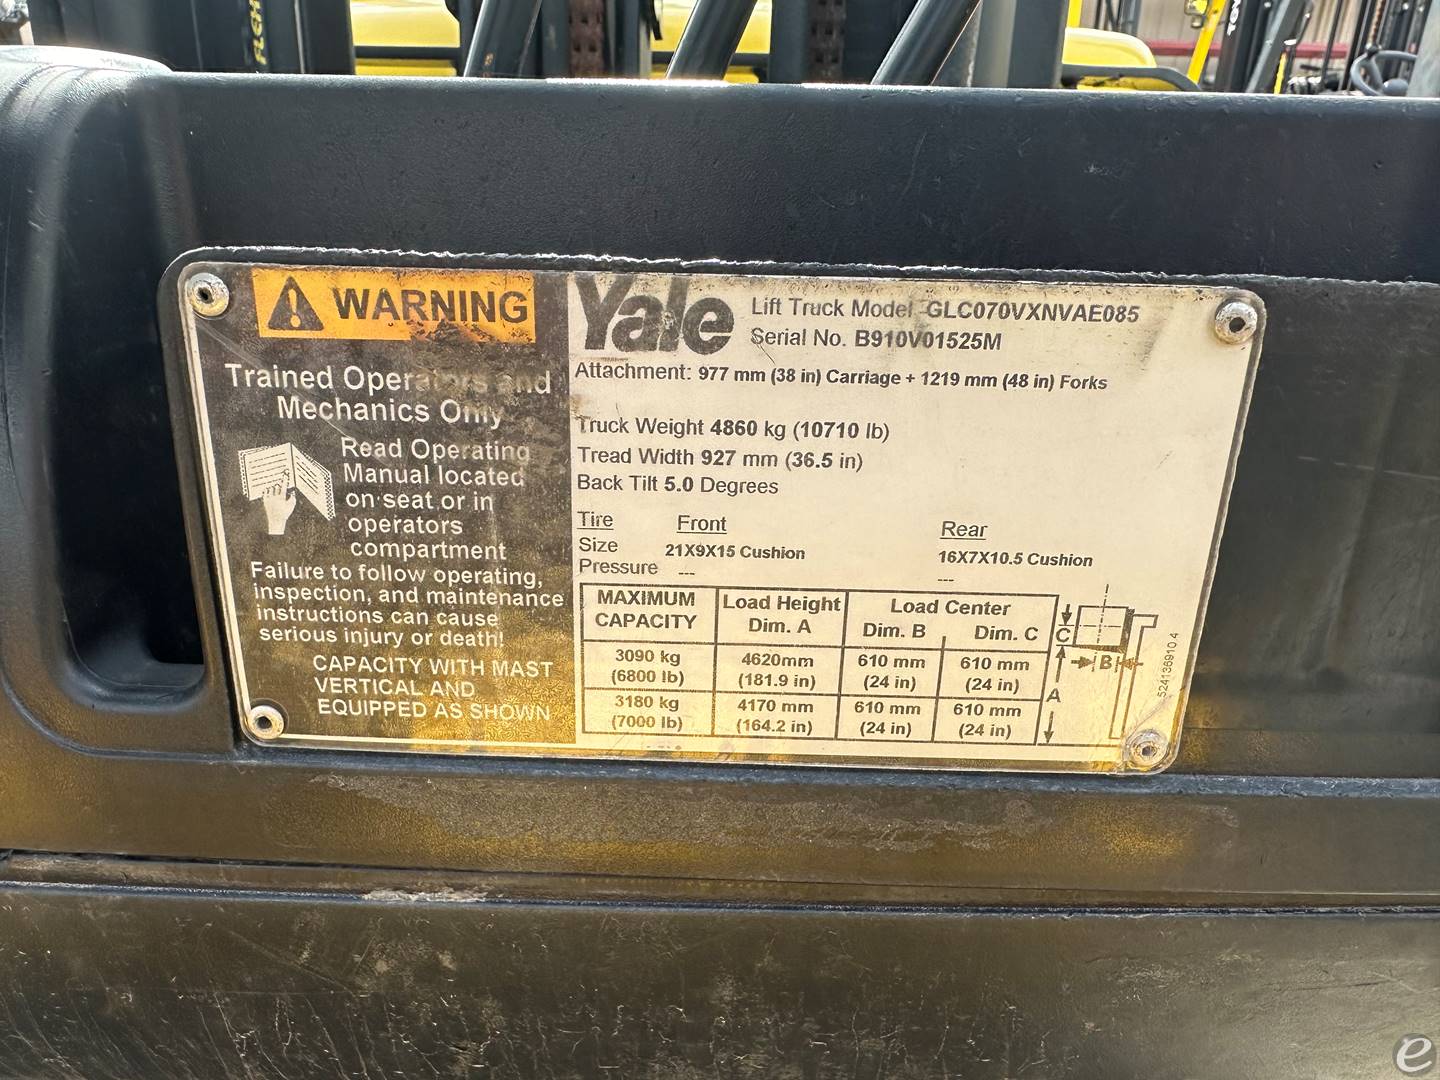 WARNING
Trained Operators and
Mechanics Only
Read Operating
Manual located
on seat or in
operators
compartment
Failure to follow operating,
inspection, and maintenance
instructions can cause
serious injury or death!
CAPACITY WITH MAST
VERTICAL AND
EQUIPPED AS SHOWN
Yale
Lift Truck Model GLC070VXNVAE085
Serial No. B910V01525M
Attachment: 977 mm (38 in) Carriage + 1219 mm (48 in) Forks
Truck Weight 4860 kg (10710 lb)
Tread Width 927 mm (36.5 in)
Back Tilt 5.0 Degrees
Tire Front Rear
Size 21X9X15 Cushion 16X7X10.5 Cushion
Pressure --- ---
MAXIMUM CAPACITY Load Height Dim. A Load Center Dim. B Dim. C
3090 kg 4620mm 610 mm 610 mm
(6800 lb) (181.9 in) (24 in) (24 in)
3180 kg 4170 mm 610 mm 610 mm
(7000 lb) (164.2 in) (24 in) (24 in)
C
B
A
524136910.4
e